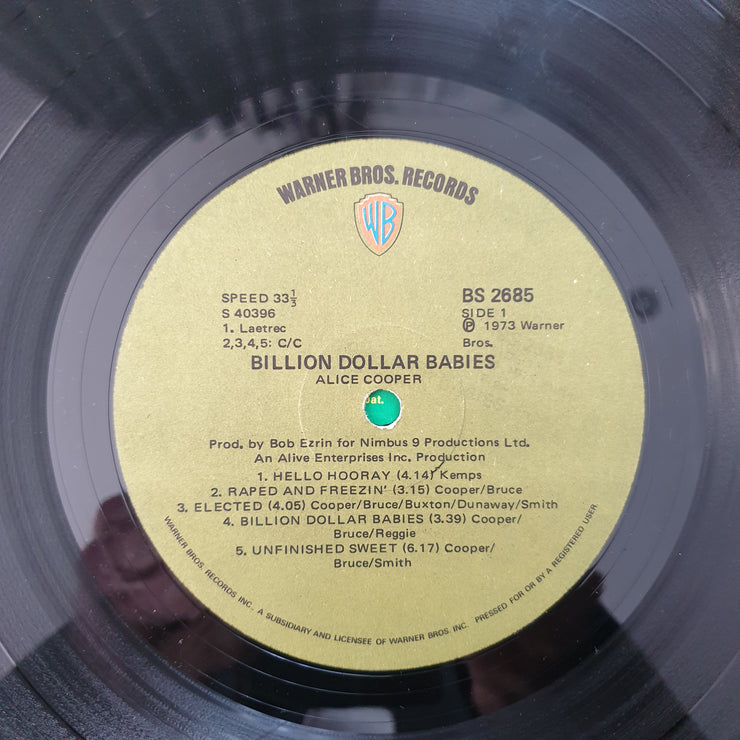 WARNER BROS. RECORDS
WB
SPEED 33⅓
S 40396
1. Laetrec
2,3,4,5: C/C
BS 2685
SIDE 1
℗ 1973 Warner
Bros.
BILLION DOLLAR BABIES
ALICE COOPER
pat.
Prod. by Bob Ezrin for Nimbus 9 Productions Ltd.
An Alive Enterprises Inc. Production
1. HELLO HOORAY (4.14) Kemps
2. RAPED AND FREEZIN' (3.15) Cooper/Bruce
3. ELECTED (4.05) Cooper/Bruce/Buxton/Dunaway/Smith
4. BILLION DOLLAR BABIES (3.39) Cooper/
Bruce/Reggie
5. UNFINISHED SWEET (6.17) Cooper/
Bruce/Smith
WARNER BROS. RECORDS INC. A SUBSIDIARY AND LICENSEE OF WARNER BROS. INC. PRESSED FOR OR BY A REGISTERED USER